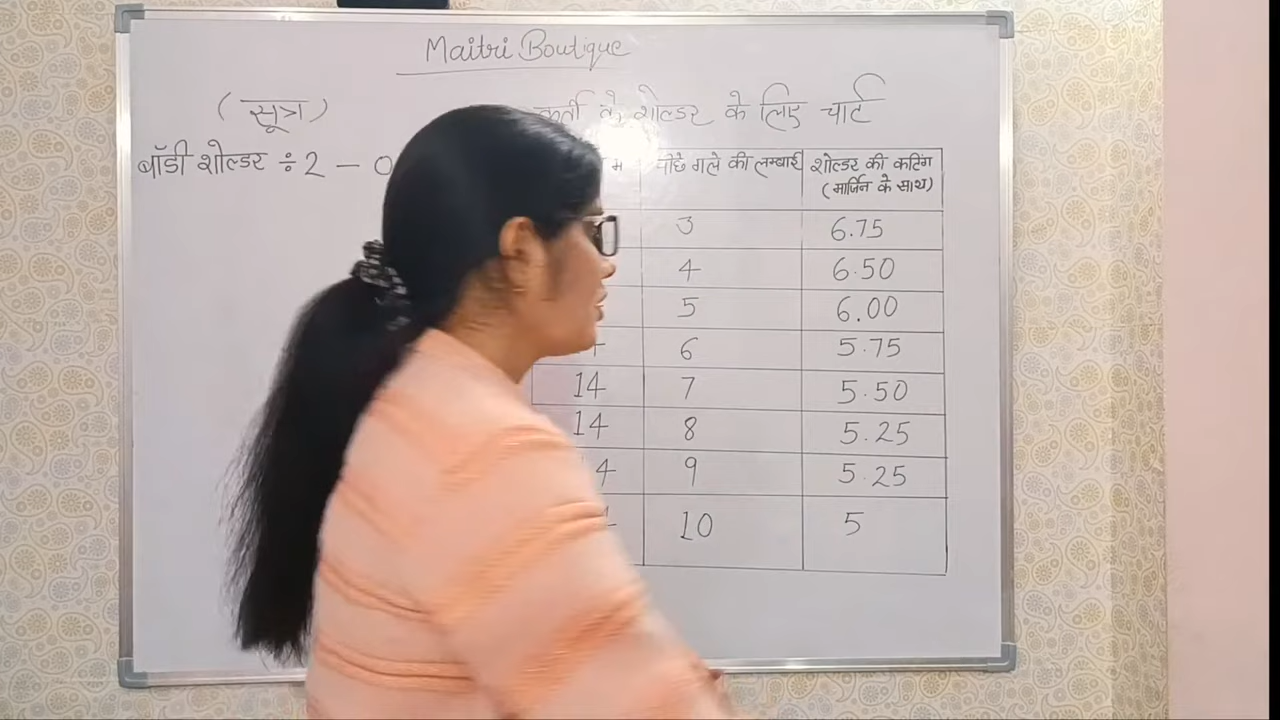 Maitri Boutique
(सूत्र)
कुर्ती के शोल्डर के लिए चार्ट
बॉडी शोल्डर ÷ 2 - 0
पीछे गले की लम्बाई शोल्डर की कटिंग
(मार्जिन के साथ)
3 6.75
4 6.50
5 6.00
6 5.75
14 7 5.50
14 8 5.25
4 9 5.25
10 5